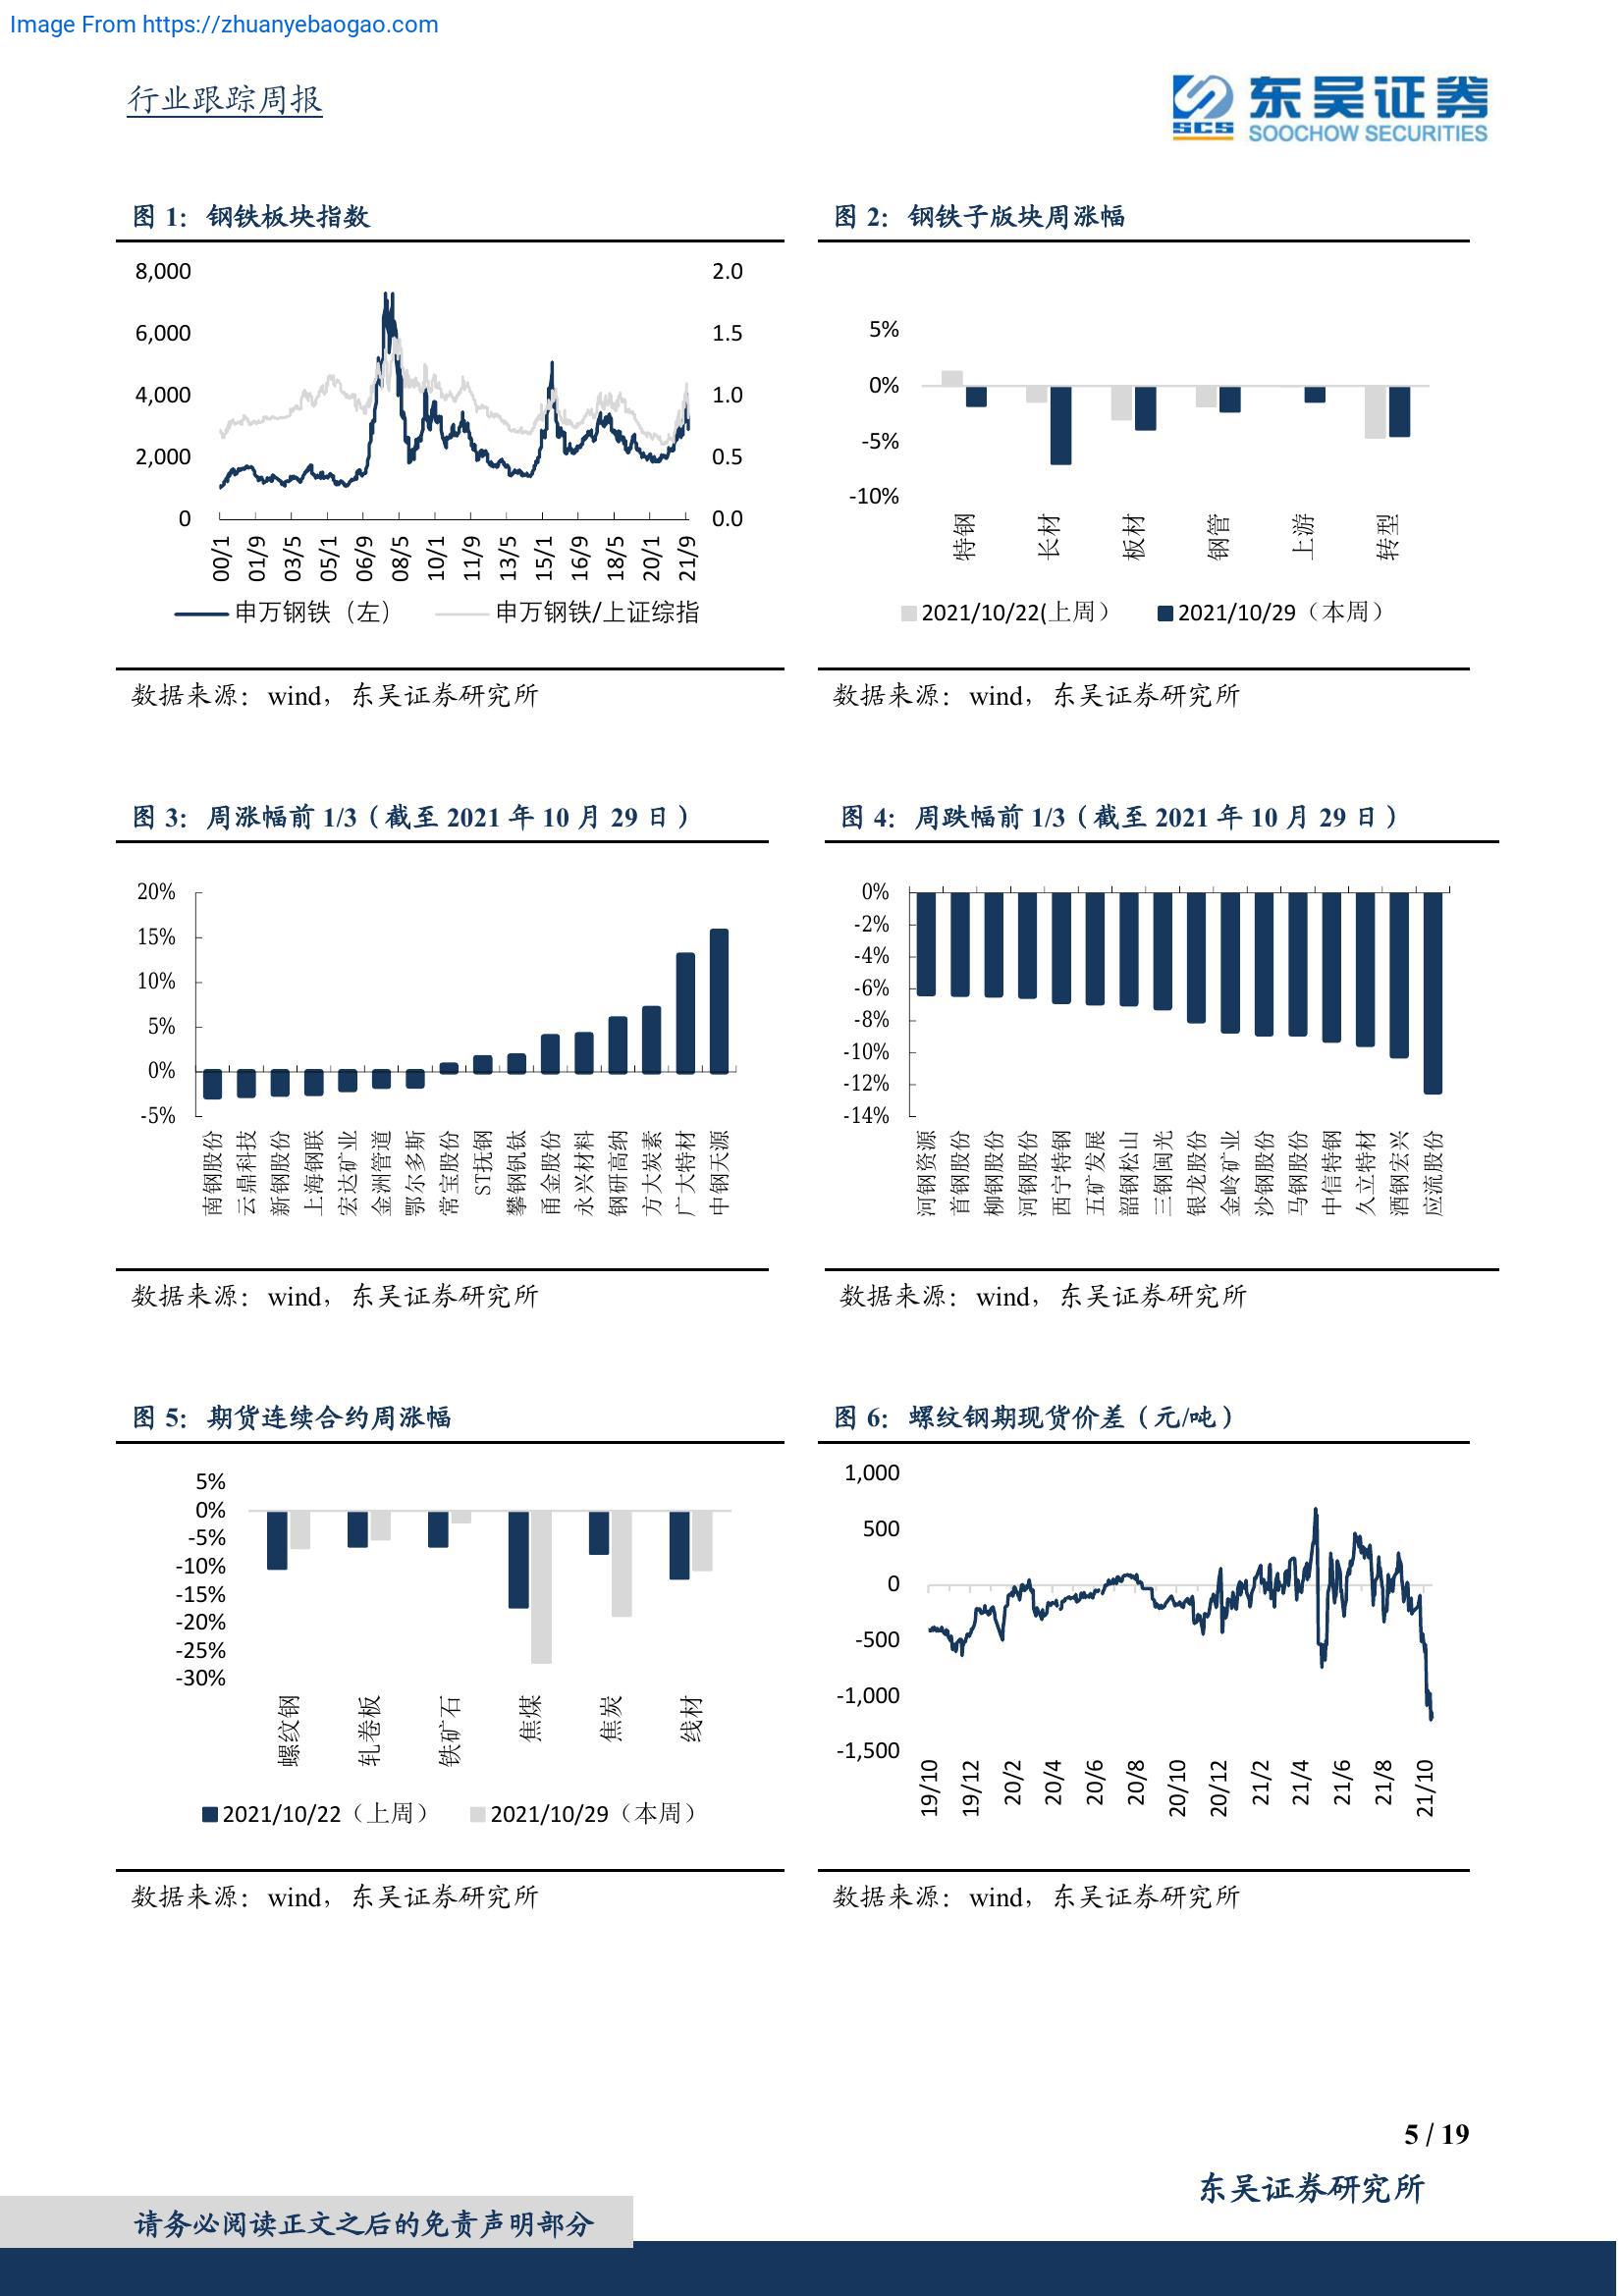 Image From https://zhuanyebaogao.com
行业跟踪周报
东吴证券
SCS
SOOCHOW SECURITIES
图 1: 钢铁板块指数
8,000
6,000
4,000
2,000
0
2.0
1.5
1.0
0.5
0.0
00/1
01/9
03/5
05/1
06/9
08/5
10/1
11/9
13/5
15/1
16/9
18/5
20/1
21/9
申万钢铁（左）
申万钢铁/上证综指
数据来源：wind，东吴证券研究所
图 2: 钢铁子版块周涨幅
5%
0%
-5%
-10%
特钢
长材
板材
钢管
上游
转型
2021/10/22(上周）
2021/10/29（本周）
数据来源：wind，东吴证券研究所
图 3: 周涨幅前 1/3（截至 2021 年 10 月 29 日）
20%
15%
10%
5%
0%
-5%
南钢股份
云鼎科技
新钢股份
上海钢联
宏达矿业
金洲管道
鄂尔多斯
常宝股份
ST抚钢
攀钢钒钛
甬金股份
永兴材料
钢研高纳
方大炭素
广大特材
中钢天源
数据来源：wind，东吴证券研究所
图 4: 周跌幅前 1/3（截至 2021 年 10 月 29 日）
0%
-2%
-4%
-6%
-8%
-10%
-12%
-14%
河钢资源
首钢股份
柳钢股份
河钢股份
西宁特钢
五矿发展
韶钢松山
三钢闽光
银龙股份
金岭矿业
沙钢股份
马钢股份
中信特钢
久立特材
酒钢宏兴
应流股份
数据来源：wind，东吴证券研究所
图 5: 期货连续合约周涨幅
5%
0%
-5%
-10%
-15%
-20%
-25%
-30%
螺纹钢
轧卷板
铁矿石
焦煤
焦炭
线材
2021/10/22（上周）
2021/10/29（本周）
数据来源：wind，东吴证券研究所
图 6: 螺纹钢期现货价差（元/吨）
1,000
500
0
-500
-1,000
-1,500
19/10
19/12
20/2
20/4
20/6
20/8
20/10
20/12
21/2
21/4
21/6
21/8
21/10
数据来源：wind，东吴证券研究所
5 / 19
东吴证券研究所
请务必阅读正文之后的免责声明部分